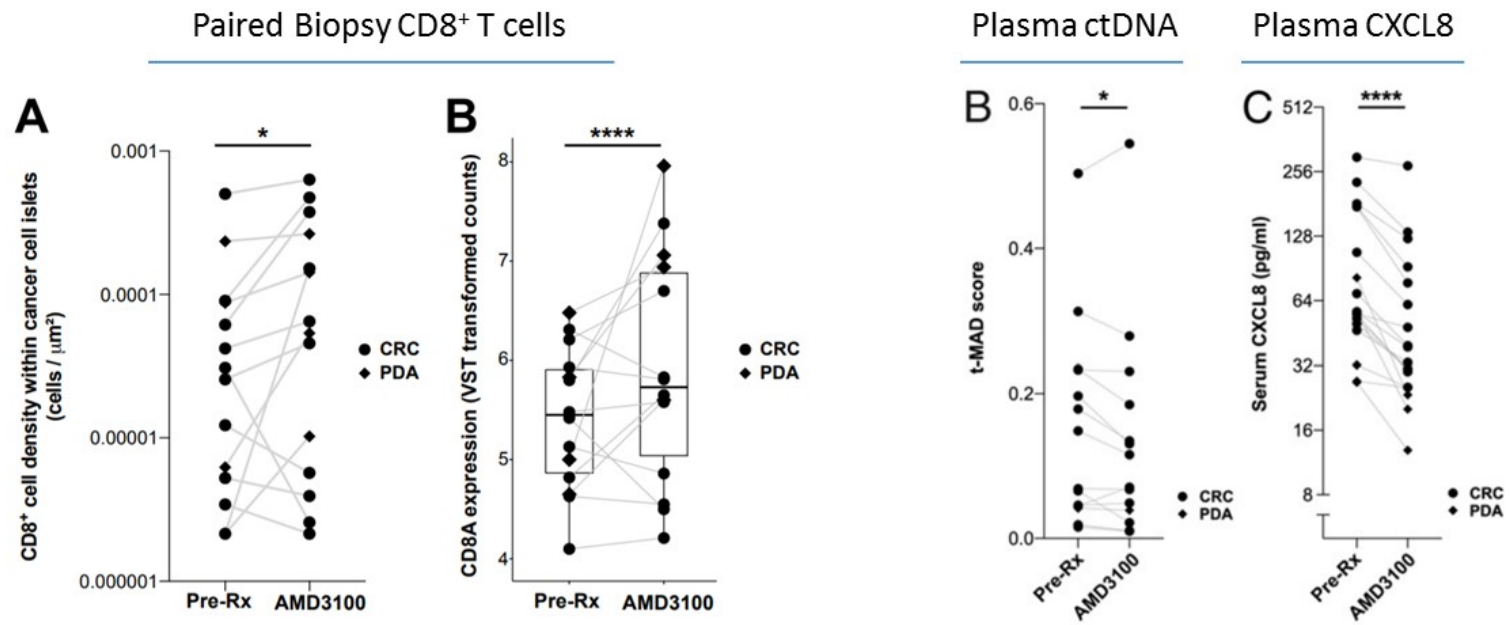 Paired Biopsy CD8⁺ T cells
Plasma ctDNA
Plasma CXCL8
A
CD8⁺ cell density within cancer cell islets
(cells / µm²)
0.001
0.0001
0.00001
0.000001
*
Pre-Rx
AMD3100
CRC
PDA
B
CD8A expression (VST transformed counts)
8
7
6
5
4
****
Pre-Rx
AMD3100
CRC
PDA
B
t-MAD score
0.6
0.4
0.2
0.0
*
Pre-Rx
AMD3100
CRC
PDA
C
Serum CXCL8 (pg/ml)
512
256
128
64
32
16
8
****
Pre-Rx
AMD3100
CRC
PDA